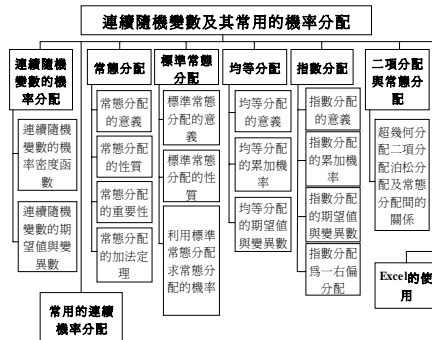 連續隨機變數及其常用的機率分配
連續隨機
變數的機
率分配
連續隨機
變數的機
率密度函
數
連續隨機
變數的期
望值與變
異數
常態分配
常態分配
的意義
常態分配
的性質
常態分配
的重要性
常態分配
的加法定
理
標準常態
分配
標準常態
分配的意
義
標準常態
分配的性
質
利用標準
常態分配
求常態分
配的機率
均等分配
均等分配
的意義
均等分配
的累加機
率
均等分配
的期望值
與變異數
指數分配
指數分配
的意義
指數分配
的累加機
率
指數分配
的期望值
與變異數
指數分配
為一右偏
分配
二項分配
與常態分
配
超幾何分
配二項分
配泊松分
配及常態
分配間的
關係
常用的連續
機率分配
Excel的使
用